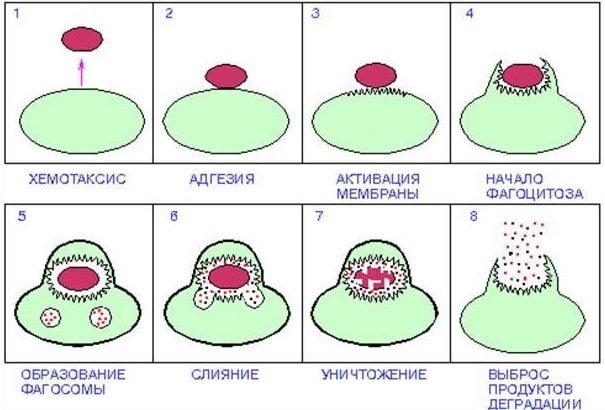 1
2
3
4
ХЕМОТАКСИС
АДГЕЗИЯ
АКТИВАЦИЯ
МЕМБРАНЫ
НАЧАЛО
ФАГОЦИТОЗА
5
6
7
8
ОБРАЗОВАНИЕ
ФАГОСОМЫ
СЛИЯНИЕ
УНИЧТОЖЕНИЕ
ВЫБРОС
ПРОДУКТОВ
ДЕГРАДАЦИИ